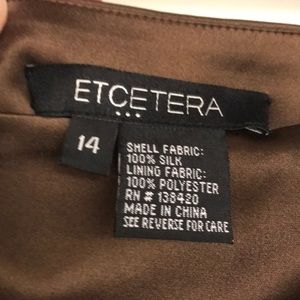 ETCETERA
14
SHELL FABRIC:
100% SILK
LINING FABRIC:
100% POLYESTER
RN # 138420
MADE IN CHINA
SEE REVERSE FOR CARE